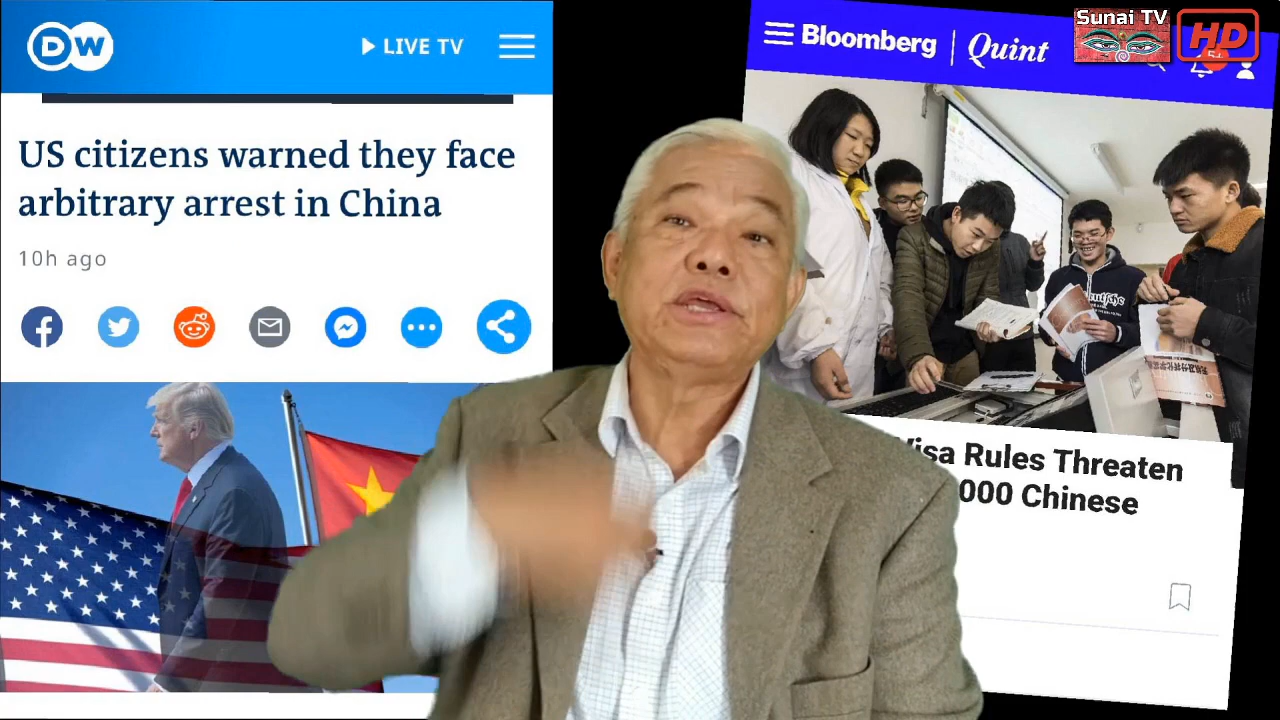 DW
LIVE TV
US citizens warned they face
arbitrary arrest in China
10h ago
Bloomberg | Quint
Sunai TV
HD
Visa Rules Threaten
000 Chinese